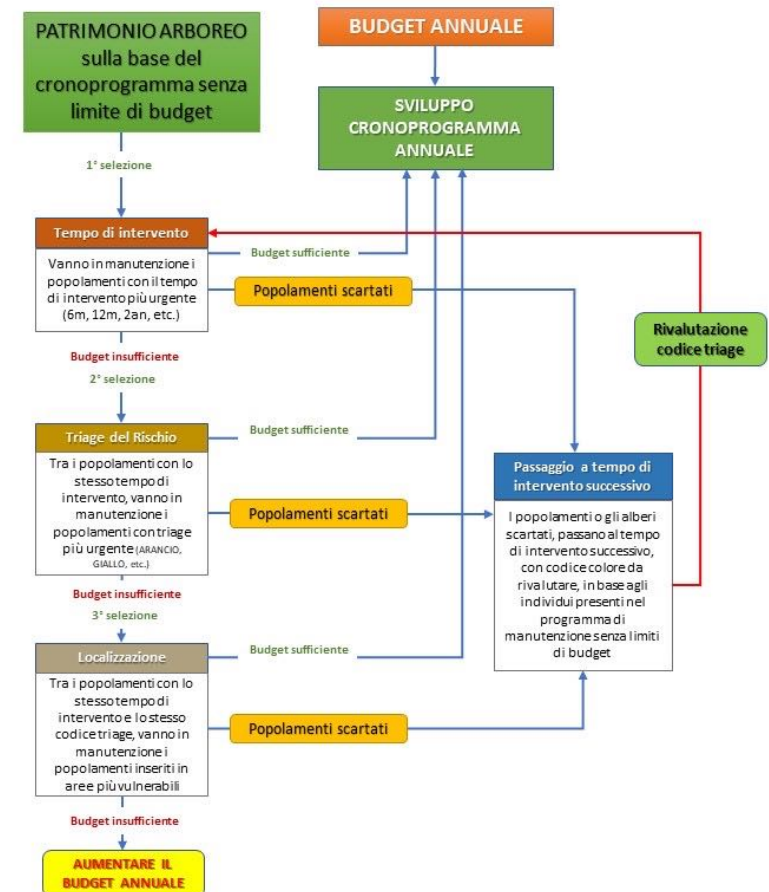 PATRIMONIO ARBOREO
sulla base del
cronoprogramma senza
limite di budget
BUDGET ANNUALE
SVILUPPO
CRONOPROGRAMMA
ANNUALE
1° selezione
Tempo di intervento
Vanno in manutenzione i
popolamenti con il tempo
di intervento più urgente
(6m, 12m, 2an, etc.)
Budget sufficiente
Popolamenti scartati
Rivalutazione
codice triage
Budget insufficiente
2° selezione
Triage del Rischio
Tra i popolamenti con lo
stesso tempo di
intervento, vanno in
manutenzione i
popolamenti con triage
più urgente (ARANCIO,
GIALLO, etc.)
Budget sufficiente
Popolamenti scartati
Passaggio a tempo di
intervento successivo
I popolamenti o gli alberi
scartati, passano al tempo
di intervento successivo,
con codice colore da
rivalutare, in base agli
individui presenti nel
programma di
manutenzione senza limiti
di budget
Budget insufficiente
3° selezione
Localizzazione
Tra i popolamenti con lo
stesso tempo di
intervento e lo stesso
codice triage, vanno in
manutenzione i
popolamenti inseriti in
aree più vulnerabili
Budget sufficiente
Popolamenti scartati
Budget insufficiente
AUMENTARE IL
BUDGET ANNUALE